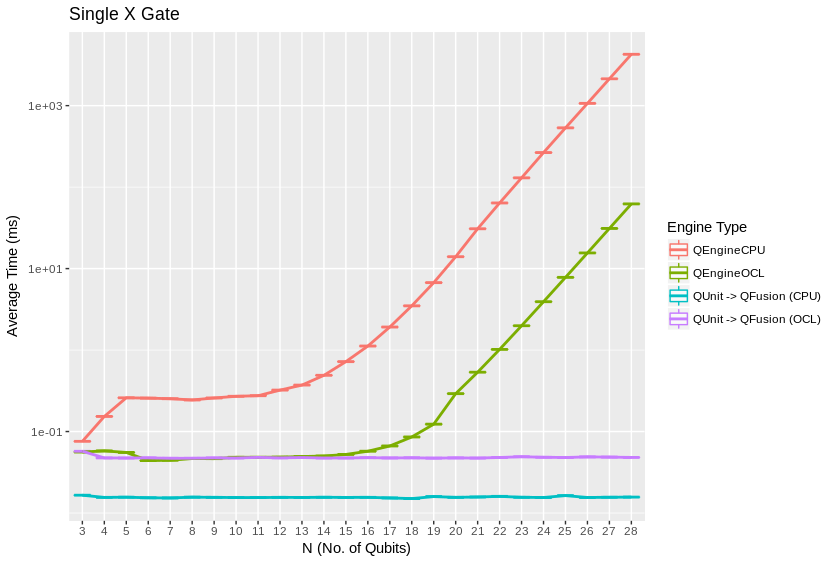 Single X Gate
Average Time (ms)
1e+03
1e+01
1e-01
3 4 5 6 7 8 9 10 11 12 13 14 15 16 17 18 19 20 21 22 23 24 25 26 27 28
N (No. of Qubits)
Engine Type
QEngineCPU
QEngineOCL
QUnit -> QFusion (CPU)
QUnit -> QFusion (OCL)